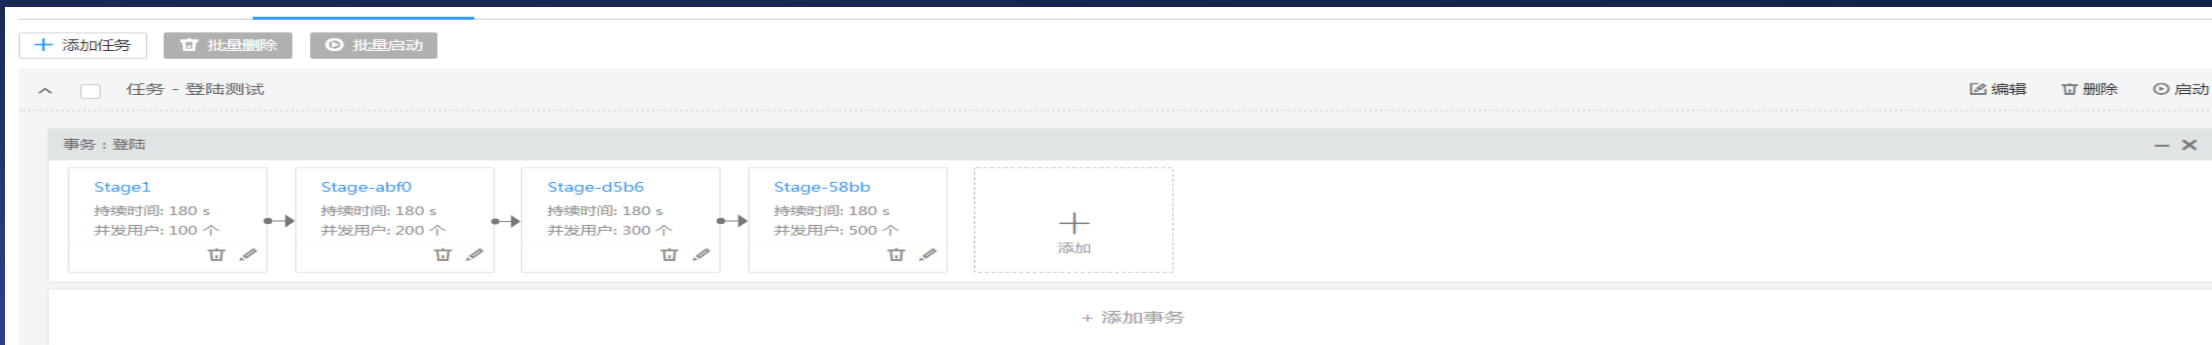 添加任务 批量删除 批量启动
任务 - 登陆测试 编辑 删除 启动
事务 : 登陆
Stage1 Stage-abf0 Stage-d5b6 Stage-58bb
持续时间: 180 s 持续时间: 180 s 持续时间: 180 s 持续时间: 180 s
并发用户: 100 个 并发用户: 200 个 并发用户: 300 个 并发用户: 500 个
添加
+ 添加事务